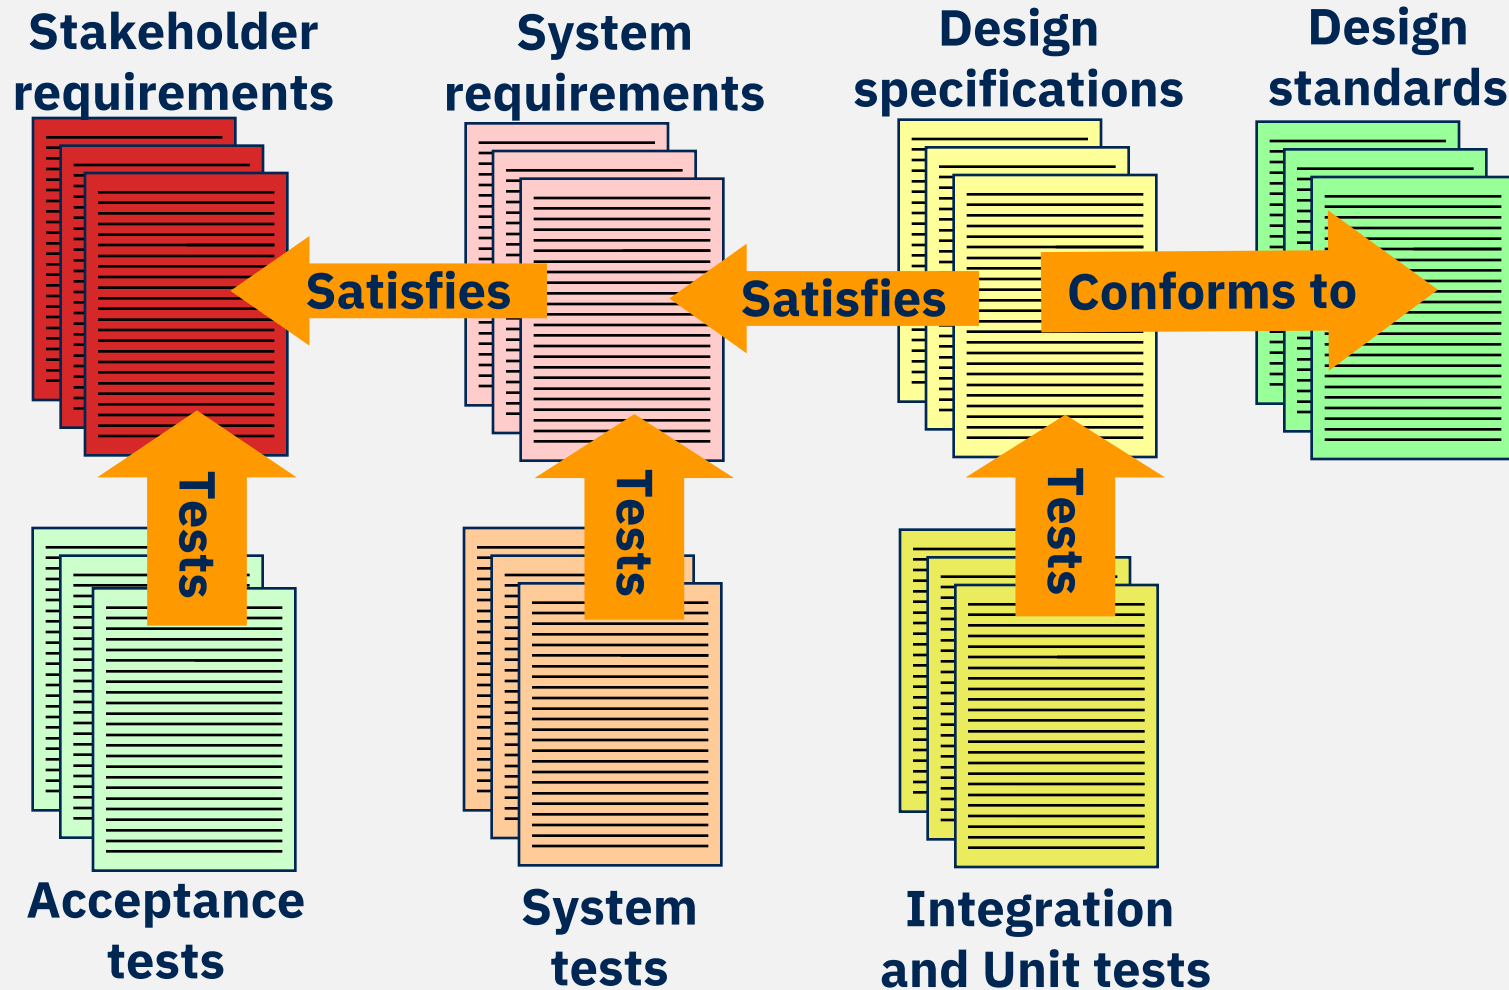 Stakeholder
requirements
System
requirements
Design
specifications
Design
standards
Satisfies
Satisfies
Conforms to
Tests
Tests
Tests
Acceptance
tests
System
tests
Integration
and Unit tests